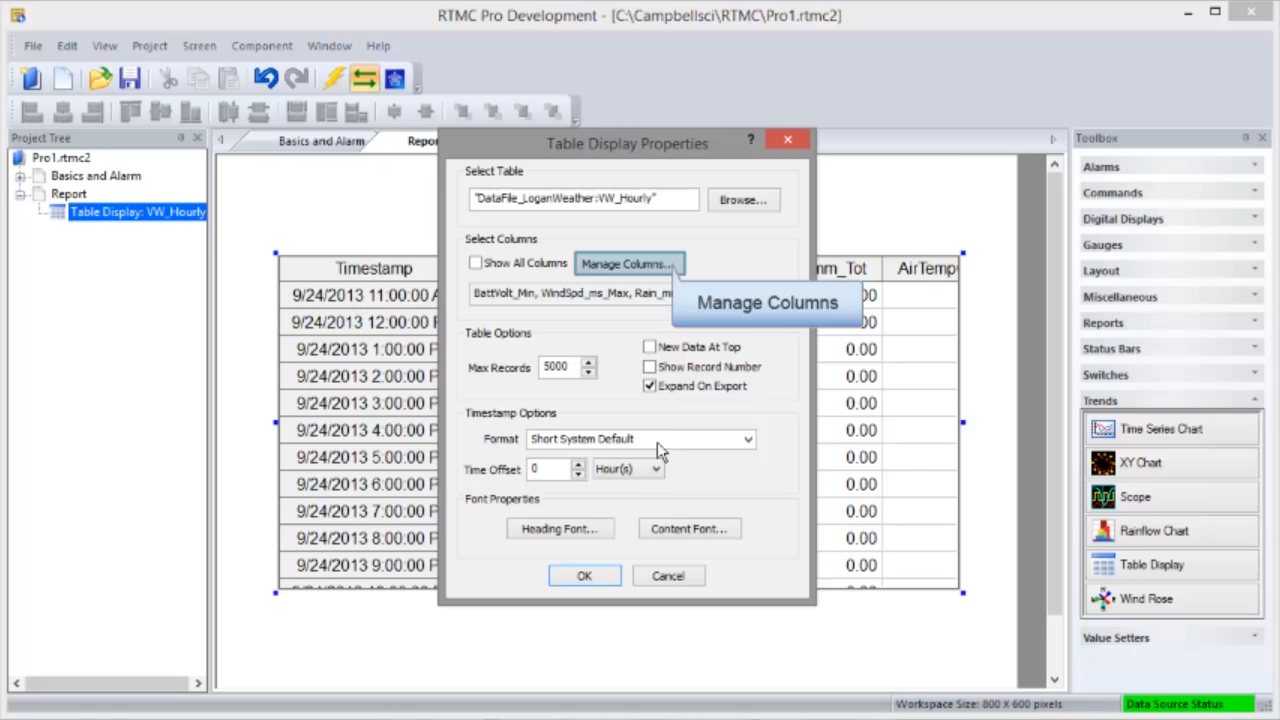 RTMC Pro Development - [C:\Campbellsci\RTMC\Pro1.rtmc2]
File Edit View Project Screen Component Window Help
Project Tree
Pro1.rtmc2
Basics and Alarm
Report
Table Display: VW_Hourly
Basics and Alarm
Timestamp
9/24/2013 11:00:00
9/24/2013 12:00:00
9/24/2013 1:00:00 P
9/24/2013 2:00:00 P
9/24/2013 3:00:00 P
9/24/2013 4:00:00 P
9/24/2013 5:00:00 P
9/24/2013 6:00:00 P
9/24/2013 7:00:00 P
9/24/2013 8:00:00 P
9/24/2013 9:00:00 P
Table Display Properties
Select Table
"DataFile_LoganWeather:VW_Hourly"
Browse...
Select Columns
Show All Columns
Manage Columns...
BattVolt_Min, WindSpd_ms_Max, Rain_m
Manage Columns
Table Options
Max Records 5000
New Data At Top
Show Record Number
Expand On Export
Timestamp Options
Format Short System Default
Time Offset 0 Hour(s)
Font Properties
Heading Font...
Content Font...
OK
Cancel
m_Tot
AirTemp
00
0.00
0.00
0.00
0.00
0.00
0.00
0.00
0.00
0.00
Toolbox
Alarms
Commands
Digital Displays
Gauges
Layout
Miscellaneous
Reports
Status Bars
Switches
Trends
Time Series Chart
XY Chart
Scope
Rainflow Chart
Table Display
Wind Rose
Value Setters
Workspace Size: 800 X 600 pixels
Data Source Status